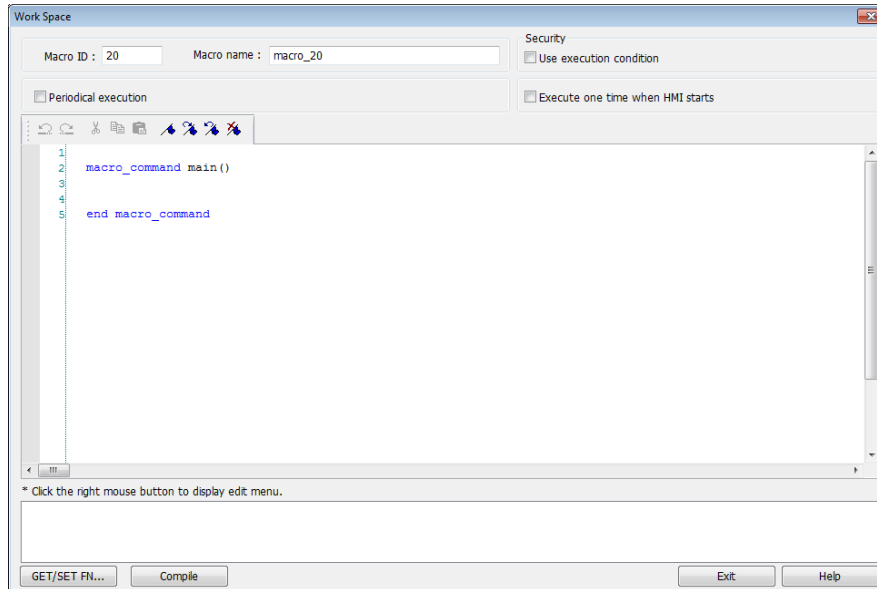 Work Space
Security
Macro ID : 20 Macro name : macro_20
Use execution condition
Periodical execution
Execute one time when HMI starts
1
2 macro_command main()
3
4
5 end macro_command
* Click the right mouse button to display edit menu.
GET/SET FN... Compile Exit Help